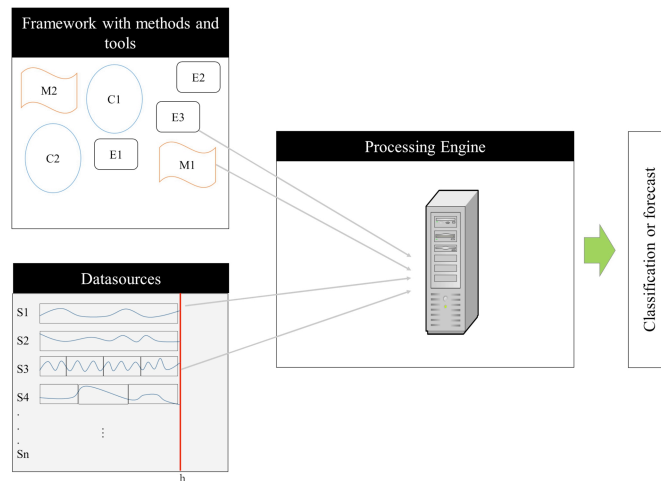 Framework with methods and
tools
M2
C1
E2
E3
C2
E1
M1
Processing Engine
Classification or forecast
Datasources
S1
S2
S3
S4
.
.
.
⋮
Sn
h